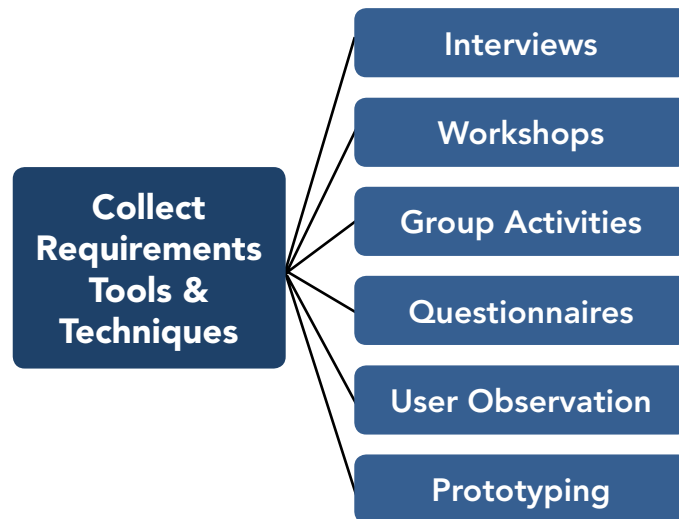 Collect
Requirements
Tools &
Techniques
Interviews
Workshops
Group Activities
Questionnaires
User Observation
Prototyping